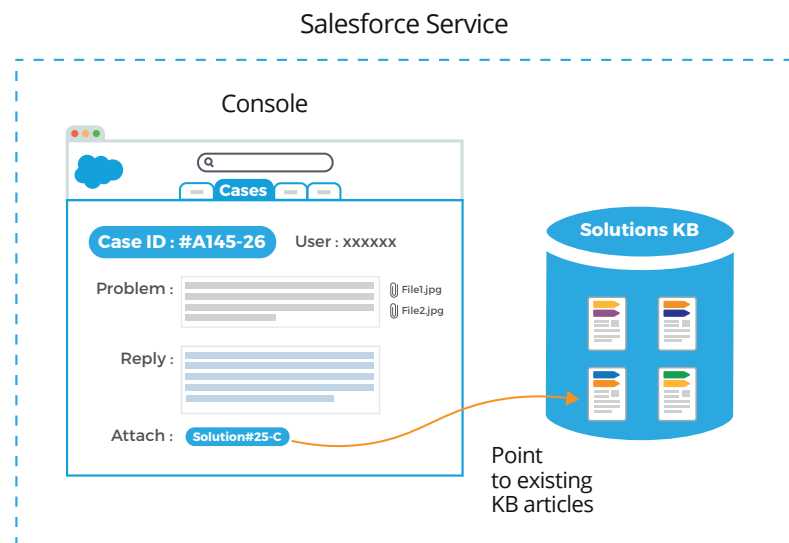 Salesforce Service
Console
Cases
Case ID : #A145-26
User : xxxxxx
Problem :
File1.jpg
File2.jpg
Reply :
Attach :
Solution#25-C
Solutions KB
Point
to existing
KB articles